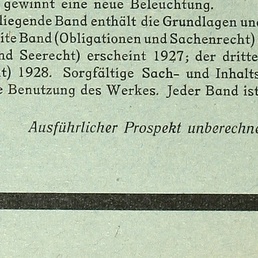 gewinnt eine neue Beleuchtung.
liegende Band enthält die Grundlagen und
ite Band (Obligationen und Sachenrecht)
nd Seerecht) erscheint 1927; der dritte
t) 1928. Sorgfältige Sach- und Inhalts
e Benutzung des Werkes. Jeder Band ist
Ausführlicher Prospekt unberechne